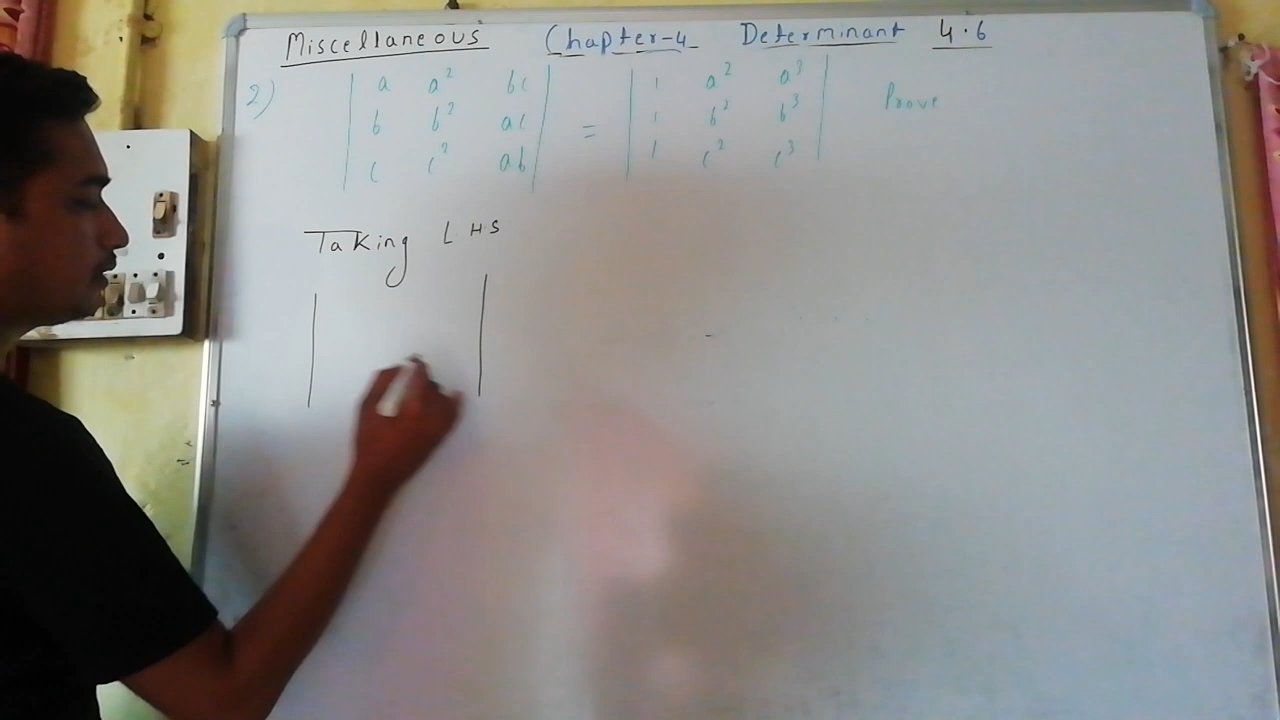 Miscellaneous Chapter-4 Determinant 4.6
2) | a a² bc | = | 1 a² a³ | Prove
| b b² ac | | 1 b² b³ |
| c c² ab | | 1 c² c³ |
Taking LHS